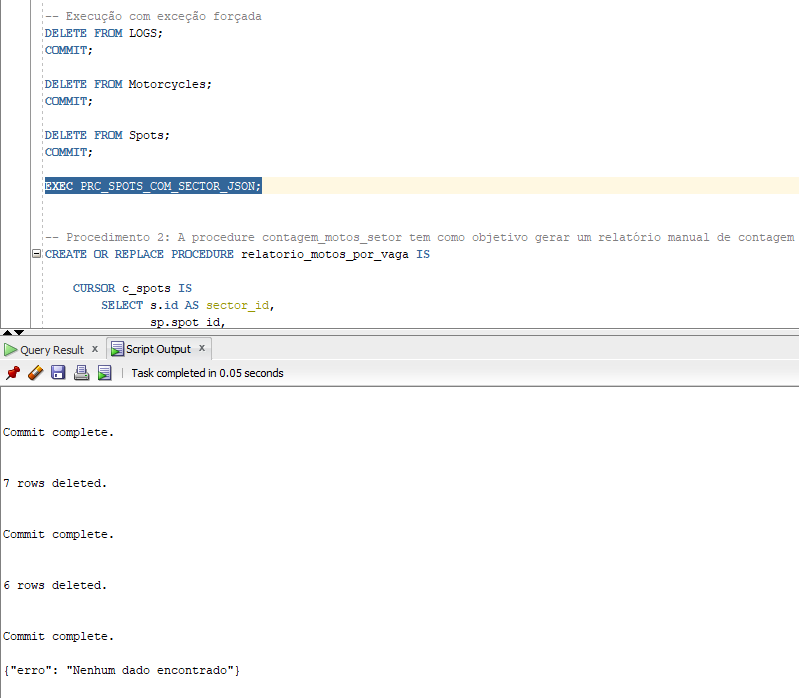 -- Execução com exceção forçada
DELETE FROM LOGS;
COMMIT;
DELETE FROM Motorcycles;
COMMIT;
DELETE FROM Spots;
COMMIT;
EXEC PRC_SPOTS_COM_SECTOR_JSON;
-- Procedimento 2: A procedure contagem_motos_setor tem como objetivo gerar um relatório manual de contagem
CREATE OR REPLACE PROCEDURE relatorio_motos_por_vaga IS
CURSOR c_spots IS
SELECT s.id AS sector_id,
sp.spot_id,
Query Result x
Script Output x
Task completed in 0.05 seconds
Commit complete.
7 rows deleted.
Commit complete.
6 rows deleted.
Commit complete.
{"erro": "Nenhum dado encontrado"}